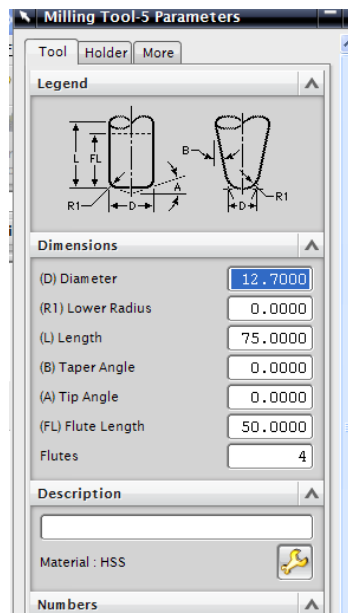 Milling Tool-5 Parameters
Tool Holder More
Legend
L FL B
A
R1 D D R1
Dimensions
(D) Diameter 12.7000
(R1) Lower Radius 0.0000
(L) Length 75.0000
(B) Taper Angle 0.0000
(A) Tip Angle 0.0000
(FL) Flute Length 50.0000
Flutes 4
Description
Material : HSS
Numbers